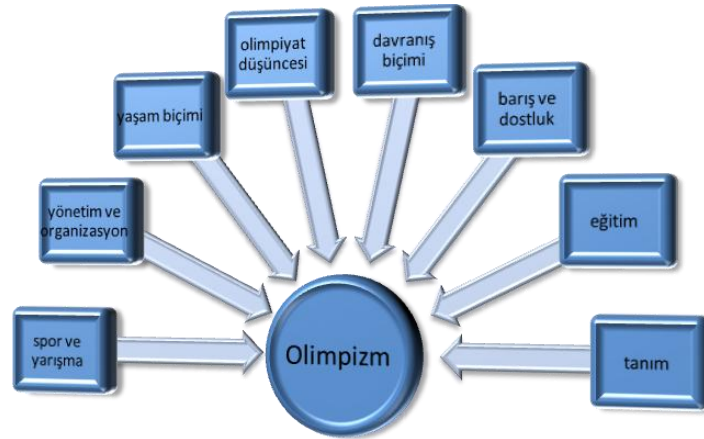 olimpiyat
düşüncesi
davranış
biçimi
yaşam biçimi
barış ve
dostluk
yönetim ve
organizasyon
eğitim
spor ve
yarışma
Olimpizm
tanım